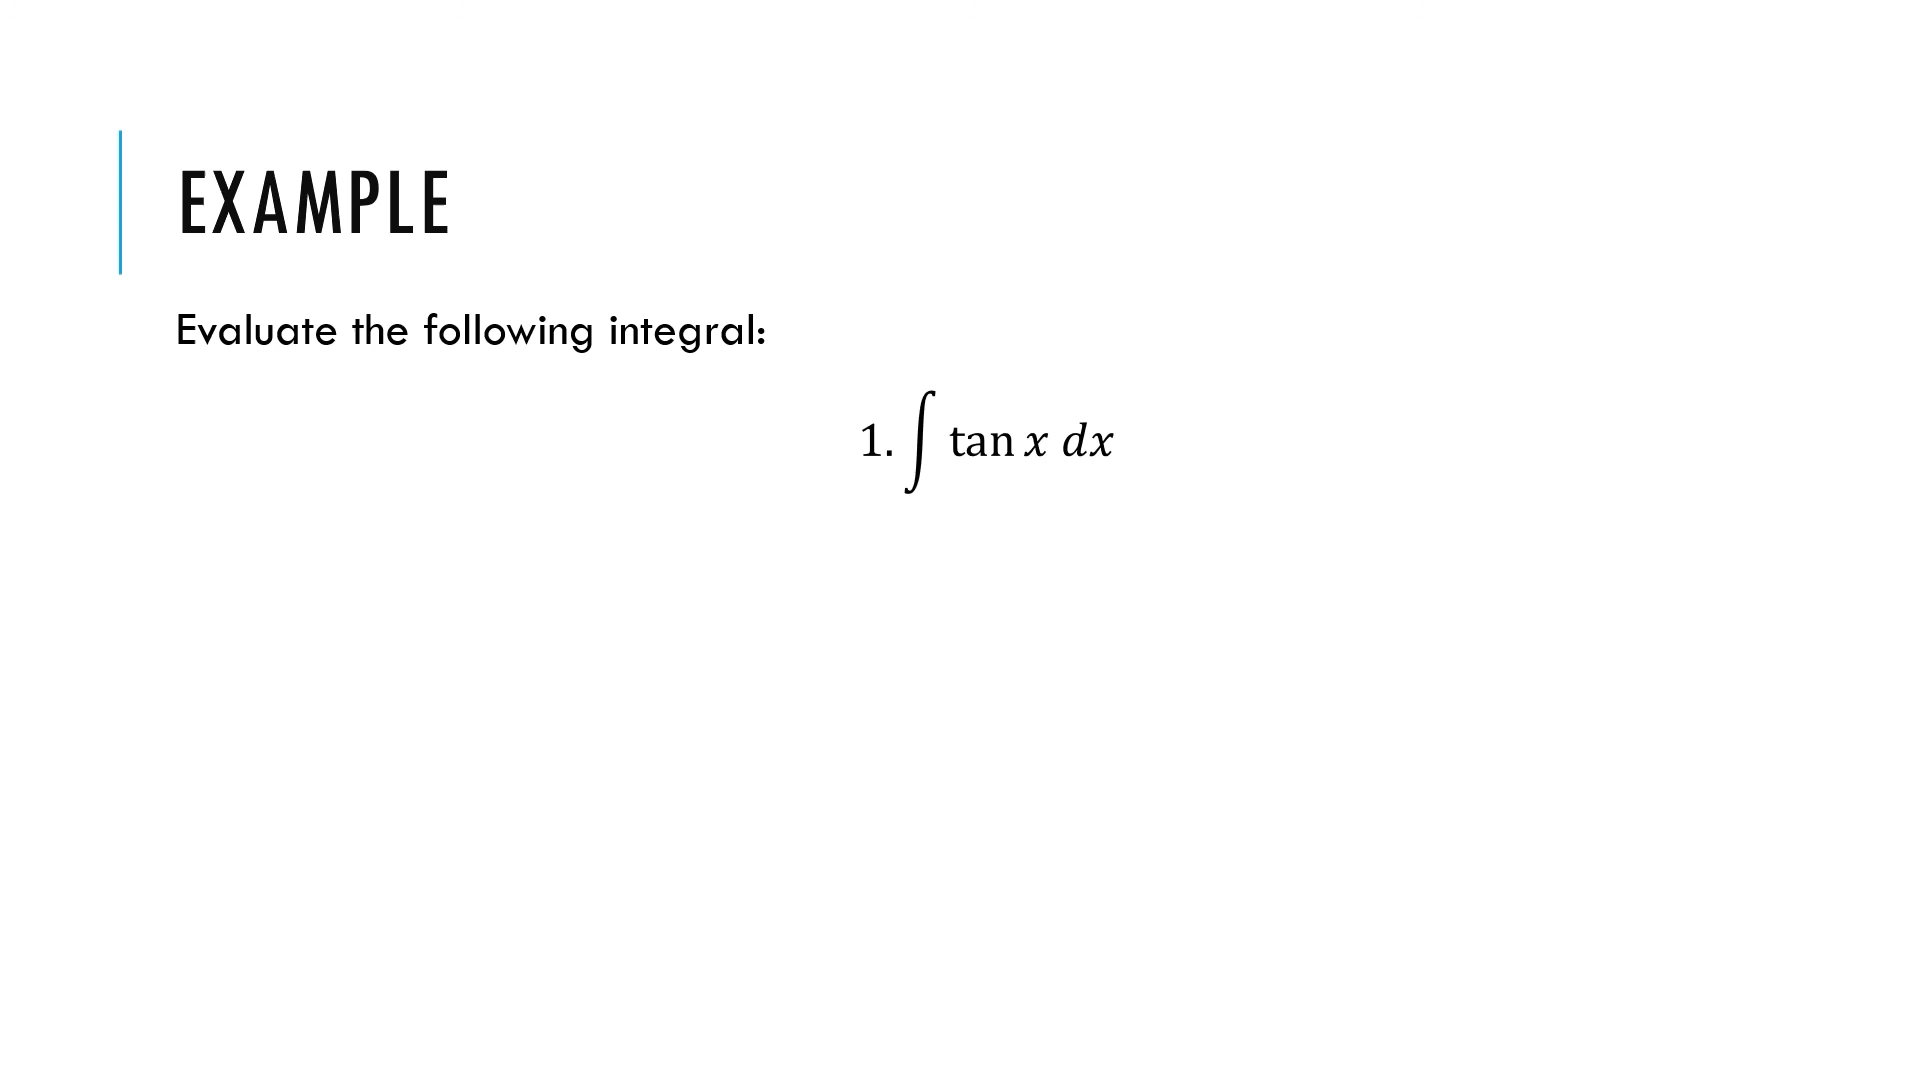 EXAMPLE
Evaluate the following integral:
1. ∫ tan x dx